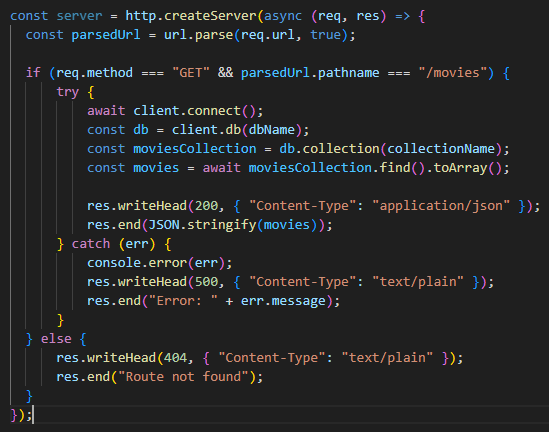 const server = http.createServer(async (req, res) => {
  const parsedUrl = url.parse(req.url, true);

  if (req.method === "GET" && parsedUrl.pathname === "/movies") {
      try {
          await client.connect();
          const db = client.db(dbName);
          const moviesCollection = db.collection(collectionName);
          const movies = await moviesCollection.find().toArray();

          res.writeHead(200, { "Content-Type": "application/json" });
          res.end(JSON.stringify(movies));
      } catch (err) {
          console.error(err);
          res.writeHead(500, { "Content-Type": "text/plain" });
          res.end("Error: " + err.message);
      }
  } else {
      res.writeHead(404, { "Content-Type": "text/plain" });
      res.end("Route not found");
  }
});